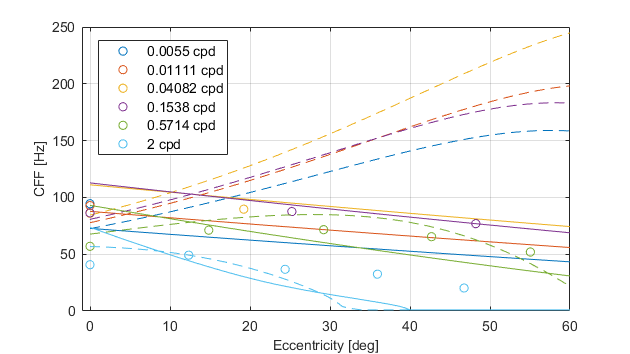 250
200
150
100
50
0
CFF [Hz]
0.0055 cpd
0.01111 cpd
0.04082 cpd
0.1538 cpd
0.5714 cpd
2 cpd
0 10 20 30 40 50 60
Eccentricity [deg]